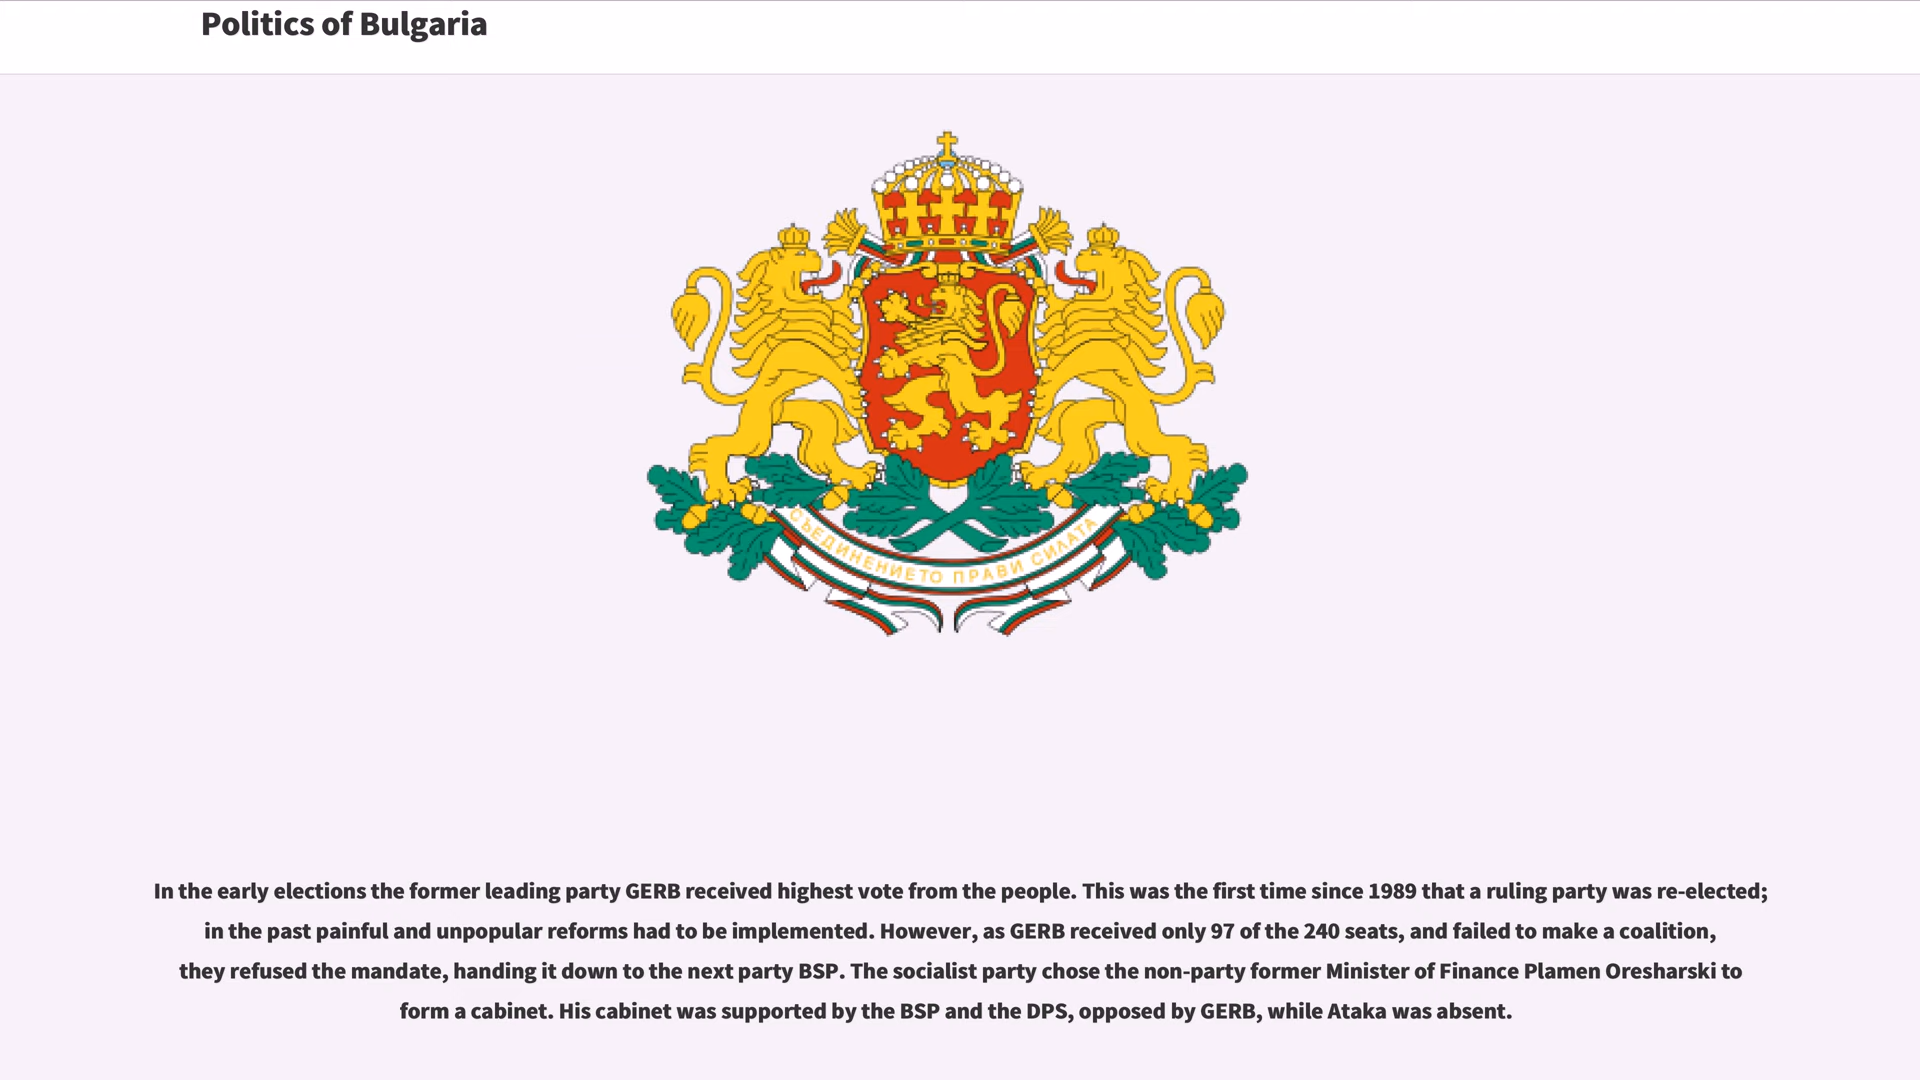 Politics of Bulgaria
СЪЕДИНЕНИЕТО ПРАВИ СИЛАТА
In the early elections the former leading party GERB received highest vote from the people. This was the first time since 1989 that a ruling party was re-elected;
in the past painful and unpopular reforms had to be implemented. However, as GERB received only 97 of the 240 seats, and failed to make a coalition,
they refused the mandate, handing it down to the next party BSP. The socialist party chose the non-party former Minister of Finance Plamen Oresharski to
form a cabinet. His cabinet was supported by the BSP and the DPS, opposed by GERB, while Ataka was absent.